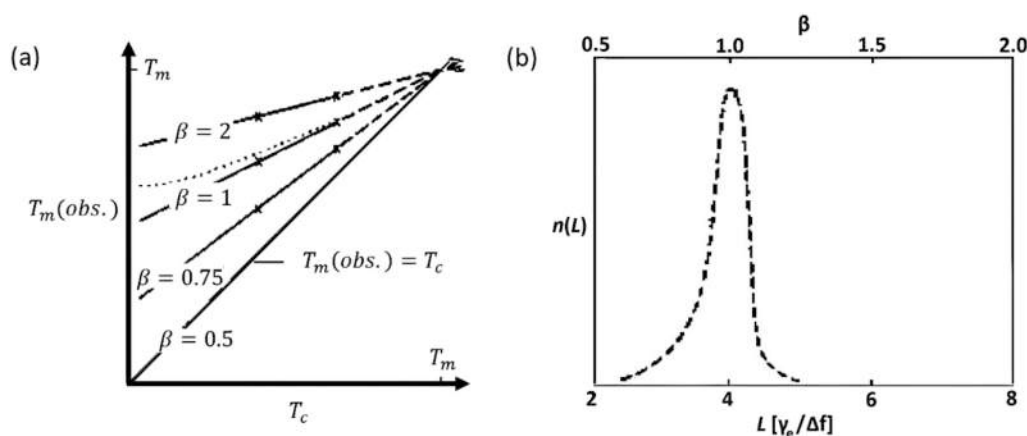 (a)
T_m
β = 2
β = 1
T_m(obs.)
T_m(obs.) = T_c
β = 0.75
β = 0.5
T_m
T_c
(b)
β
0.5 1.0 1.5 2.0
n(L)
2 4 6 8
L [γ_e/Δf]